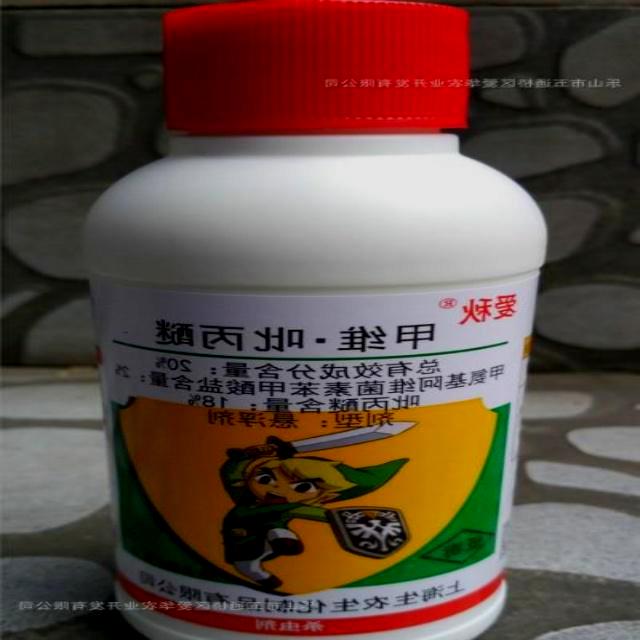 乐山市五通桥区爱华农业开发有限公司
爱秋®
甲维·吡丙醚
总有效成分含量：20%
甲氨基阿维菌素苯甲酸盐含量：2%
吡丙醚含量：18%
剂型：悬浮剂
上海生农生化制品有限公司
乐山市五通桥区爱华农业开发有限公司
杀虫剂